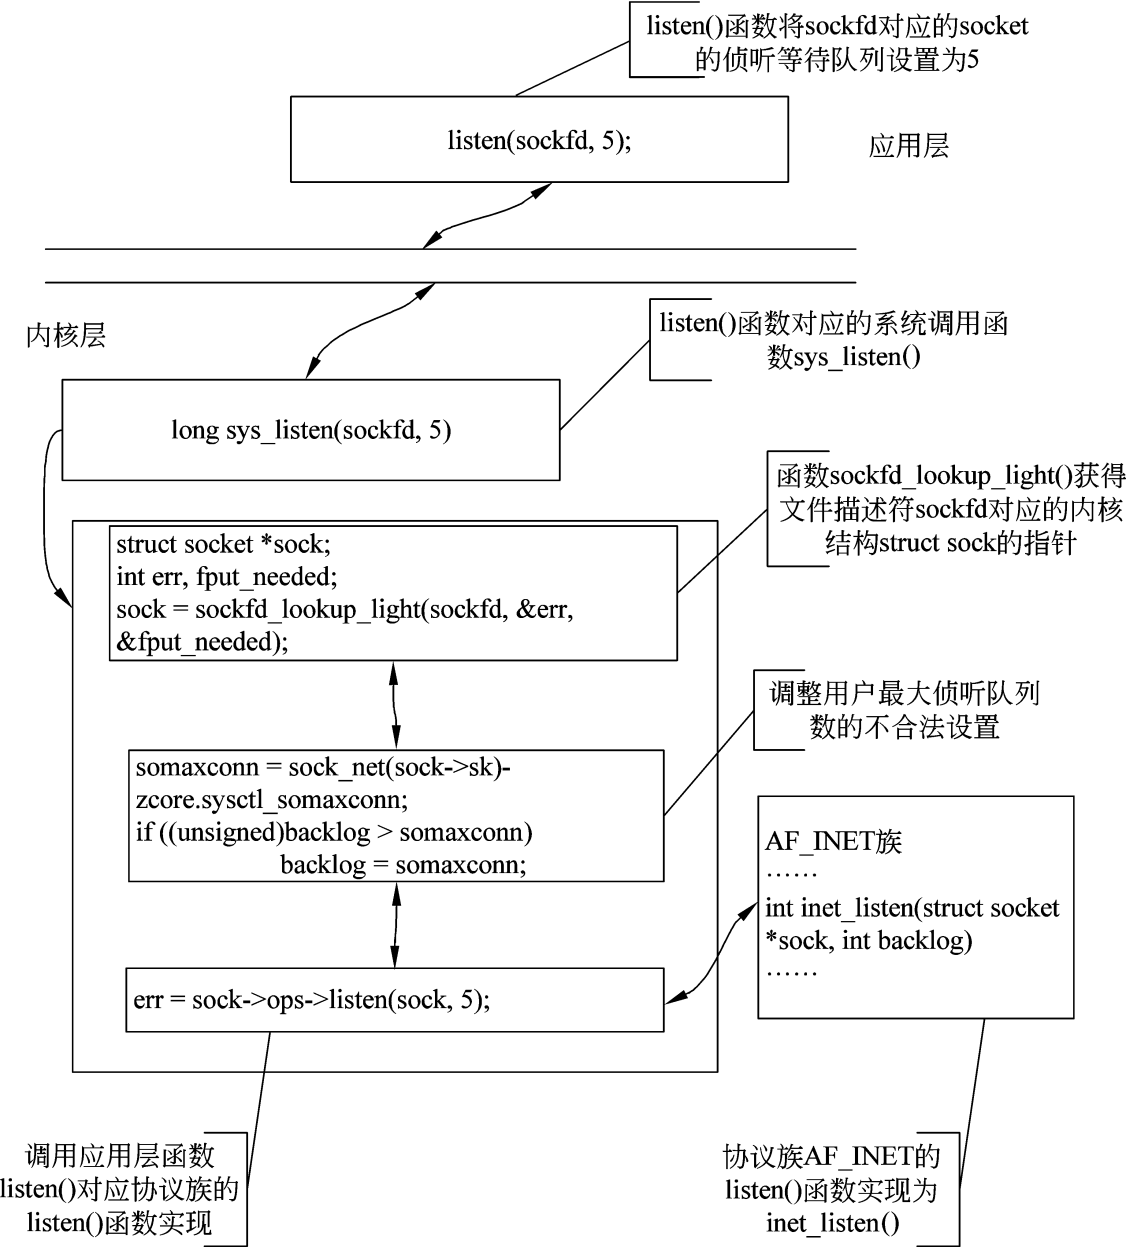 listen()函数将sockfd对应的socket
的侦听等待队列设置为5
listen(sockfd, 5);
应用层
内核层
listen()函数对应的系统调用函
数sys_listen()
long sys_listen(sockfd, 5)
函数sockfd_lookup_light()获得
文件描述符sockfd对应的内核
结构struct sock的指针
struct socket *sock;
int err, fput_needed;
sock = sockfd_lookup_light(sockfd, &err,
&fput_needed);
调整用户最大侦听队列
数的不合法设置
somaxconn = sock_net(sock->sk)-
zcore.sysctl_somaxconn;
if ((unsigned)backlog > somaxconn)
backlog = somaxconn;
AF_INET族
……
int inet_listen(struct socket
*sock, int backlog)
……
err = sock->ops->listen(sock, 5);
调用应用层函数
listen()对应协议族的
listen()函数实现
协议族AF_INET的
listen()函数实现为
inet_listen()